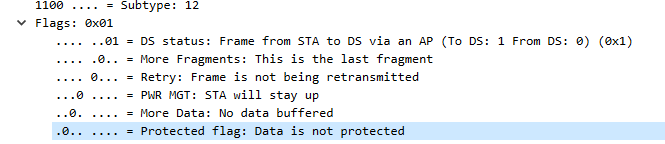 1100 .... = Subtype: 12
Flags: 0x01
.... ..01 = DS status: Frame from STA to DS via an AP (To DS: 1 From DS: 0) (0x1)
.... .0.. = More Fragments: This is the last fragment
.... 0... = Retry: Frame is not being retransmitted
...0 .... = PWR MGT: STA will stay up
..0. .... = More Data: No data buffered
.0.. .... = Protected flag: Data is not protected